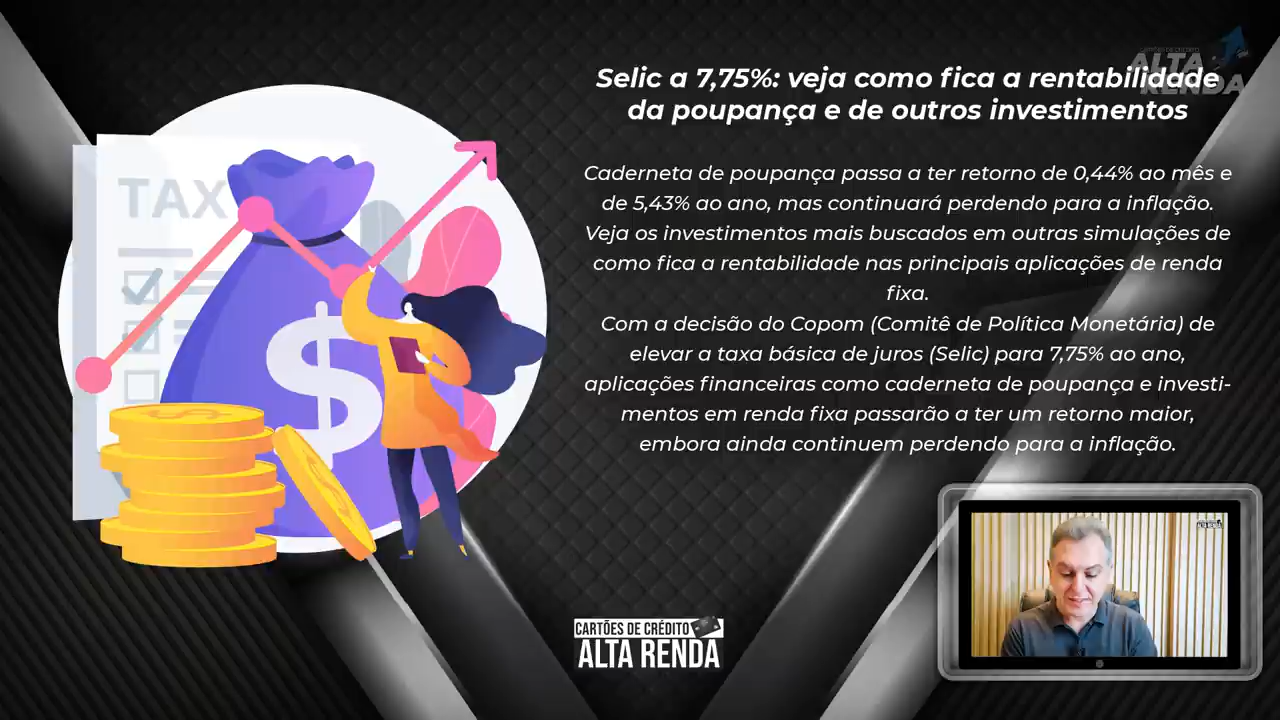 CARTÕES DE CRÉDITO
ALTA
RENDA
Selic a 7,75%: veja como fica a rentabilidade
da poupança e de outros investimentos
Caderneta de poupança passa a ter retorno de 0,44% ao mês e
de 5,43% ao ano, mas continuará perdendo para a inflação.
Veja os investimentos mais buscados em outras simulações de
como fica a rentabilidade nas principais aplicações de renda
fixa.
Com a decisão do Copom (Comitê de Política Monetária) de
elevar a taxa básica de juros (Selic) para 7,75% ao ano,
aplicações financeiras como caderneta de poupança e investi-
mentos em renda fixa passarão a ter um retorno maior,
embora ainda continuem perdendo para a inflação.
TAX
$
CARTÕES DE CRÉDITO
ALTA RENDA